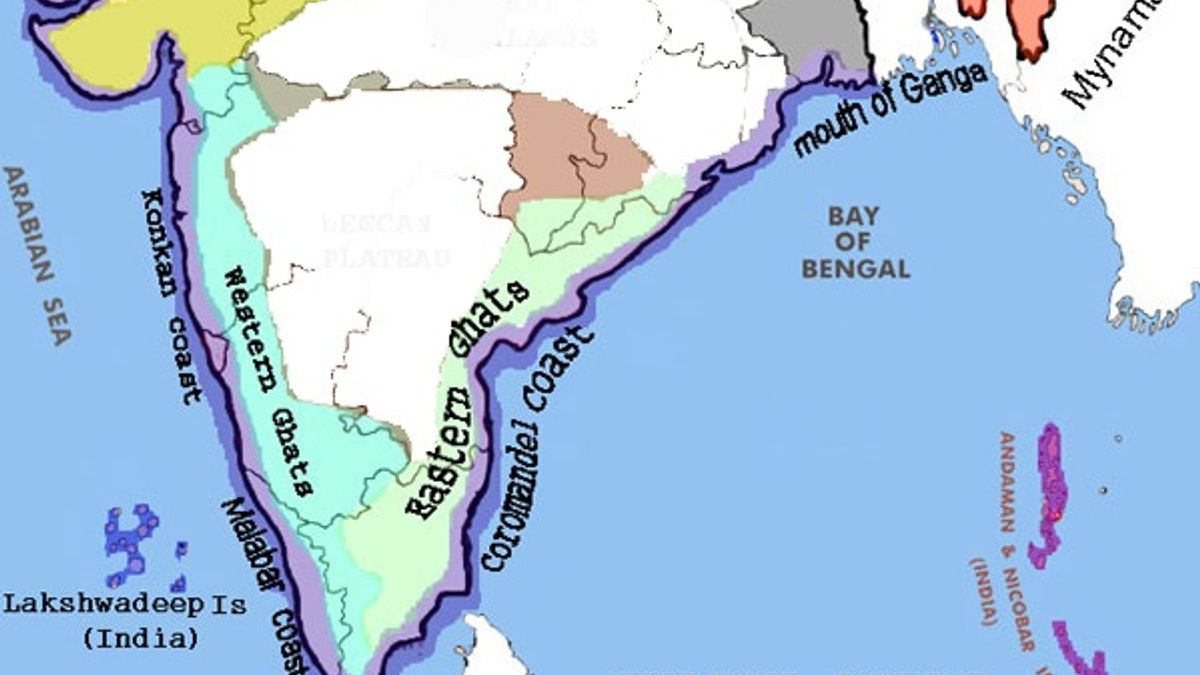 Mynama
mouth of Ganga
ARABIAN SEA
Konkan coast
DECCAN
PLATEAU
BAY
OF
BENGAL
Western Ghats
Eastern Ghats
Coromandel Coast
Malabar coast
Lakshwadeep Is
(India)
ANDAMAN & NICOBAR
(INDIA)